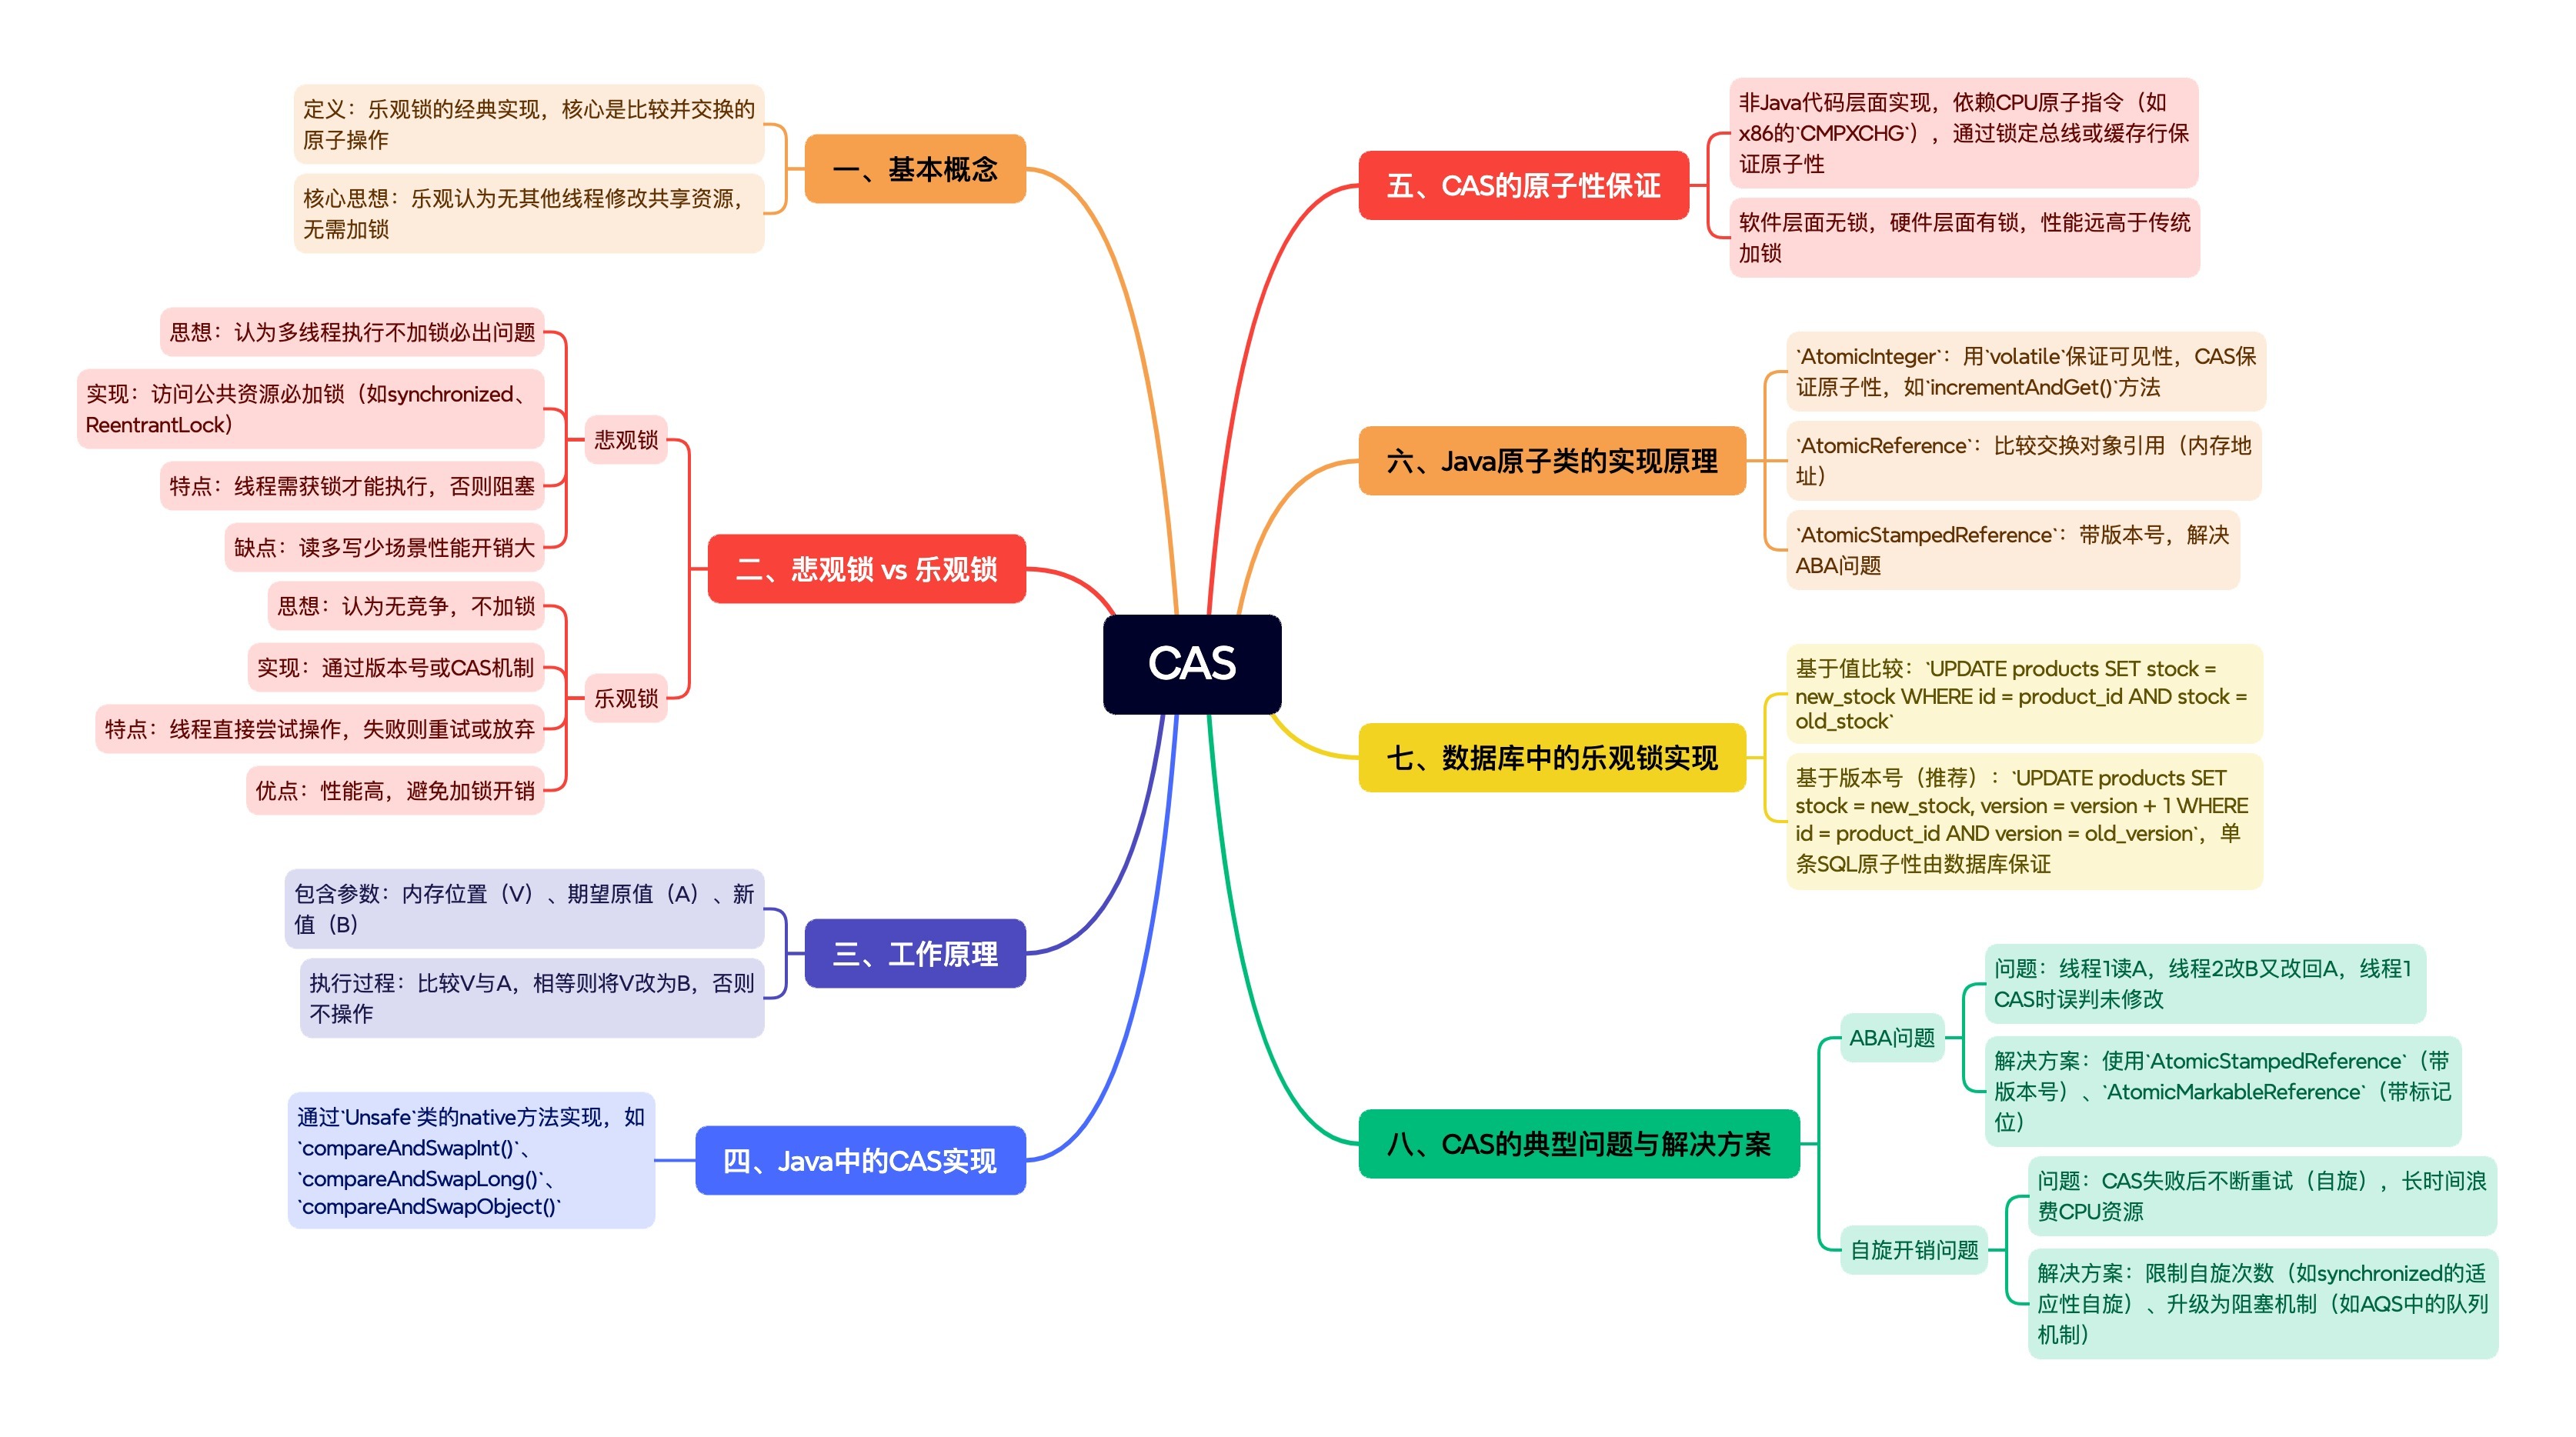 CAS
一、基本概念
定义：乐观锁的经典实现，核心是比较并交换的
原子操作
核心思想：乐观认为无其他线程修改共享资源，
无需加锁
二、悲观锁 vs 乐观锁
悲观锁
思想：认为多线程执行不加锁必出问题
实现：访问公共资源必加锁（如synchronized、
ReentrantLock）
特点：线程需获锁才能执行，否则阻塞
缺点：读多写少场景性能开销大
乐观锁
思想：认为无竞争，不加锁
实现：通过版本号或CAS机制
特点：线程直接尝试操作，失败则重试或放弃
优点：性能高，避免加锁开销
三、工作原理
包含参数：内存位置（V）、期望原值（A）、新
值（B）
执行过程：比较V与A，相等则将V改为B，否则
不操作
四、Java中的CAS实现
通过`Unsafe`类的native方法实现，如
`compareAndSwapInt()`、
`compareAndSwapLong()`、
`compareAndSwapObject()`
五、CAS的原子性保证
非Java代码层面实现，依赖CPU原子指令（如
x86的`CMPXCHG`），通过锁定总线或缓存行保
证原子性
软件层面无锁，硬件层面有锁，性能远高于传统
加锁
六、Java原子类的实现原理
`AtomicInteger`：用`volatile`保证可见性，CAS保
证原子性，如`incrementAndGet()`方法
`AtomicReference`：比较交换对象引用（内存地
址）
`AtomicStampedReference`：带版本号，解决
ABA问题
七、数据库中的乐观锁实现
基于值比较：`UPDATE products SET stock =
new_stock WHERE id = product_id AND stock =
old_stock`
基于版本号（推荐）：`UPDATE products SET
stock = new_stock, version = version + 1 WHERE
id = product_id AND version = old_version`，单
条SQL原子性由数据库保证
八、CAS的典型问题与解决方案
ABA问题
问题：线程1读A，线程2改B又改回A，线程1
CAS时误判未修改
解决方案：使用`AtomicStampedReference`（带
版本号）、`AtomicMarkableReference`（带标记
位）
自旋开销问题
问题：CAS失败后不断重试（自旋），长时间浪
费CPU资源
解决方案：限制自旋次数（如synchronized的适
应性自旋）、升级为阻塞机制（如AQS中的队列
机制）